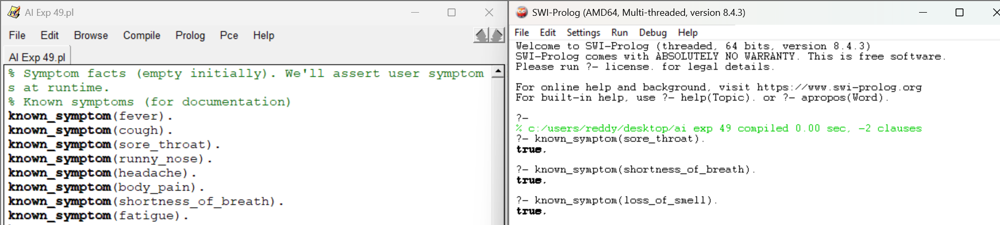 AI Exp 49.pl
File Edit Browse Compile Prolog Pce Help
AI Exp 49.pl
% Symptom facts (empty initially). We'll assert user symptom
s at runtime.
% Known symptoms (for documentation)
known_symptom(fever).
known_symptom(cough).
known_symptom(sore_throat).
known_symptom(runny_nose).
known_symptom(headache).
known_symptom(body_pain).
known_symptom(shortness_of_breath).
known_symptom(fatigue).
SWI-Prolog (AMD64, Multi-threaded, version 8.4.3)
File Edit Settings Run Debug Help
Welcome to SWI-Prolog (threaded, 64 bits, version 8.4.3)
SWI-Prolog comes with ABSOLUTELY NO WARRANTY. This is free software.
Please run ?- license. for legal details.
For online help and background, visit https://www.swi-prolog.org
For built-in help, use ?- help(Topic). or ?- apropos(Word).
?-
% c:/users/reddy/desktop/ai exp 49 compiled 0.00 sec, -2 clauses
?- known_symptom(sore_throat).
true.
?- known_symptom(shortness_of_breath).
true.
?- known_symptom(loss_of_smell).
true.